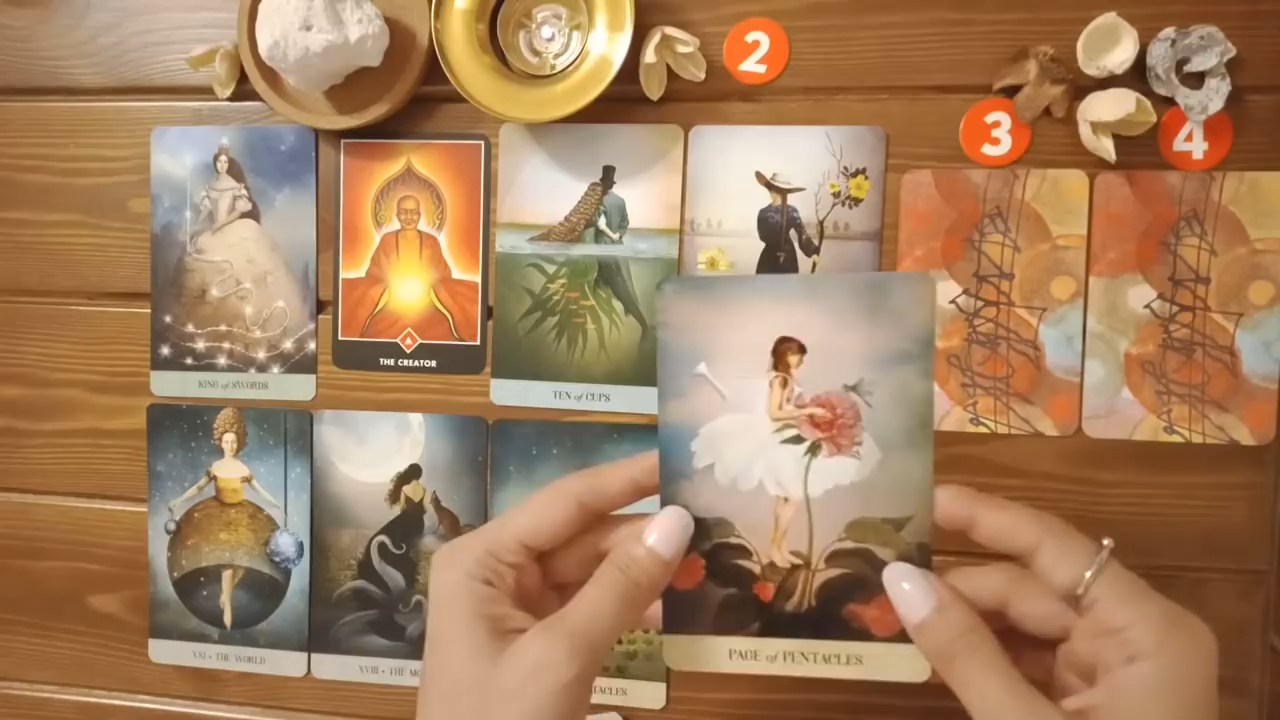 2
3
4
KING of SWORDS
THE CREATOR
TEN of CUPS
XXI • THE WORLD
XVIII • THE MO
TACLES
PAGE of PENTACLES